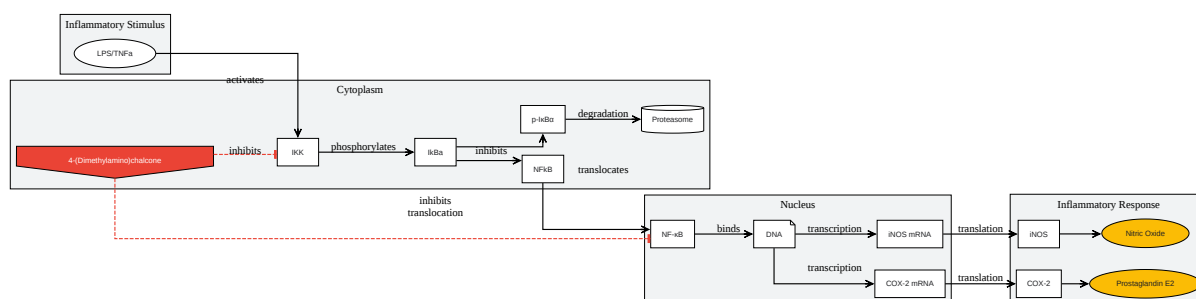 Inflammatory Stimulus
LPS/TNFa
activates
Cytoplasm
p-IκBα
degradation
Proteasome
4-(Dimethylamino)chalcone
inhibits
IKK
phosphorylates
IkBa
inhibits
NFkB
translocates
inhibits
translocation
Nucleus
NF-κB
binds
DNA
transcription
iNOS mRNA
translation
transcription
COX-2 mRNA
translation
Inflammatory Response
iNOS
Nitric Oxide
COX-2
Prostaglandin E2